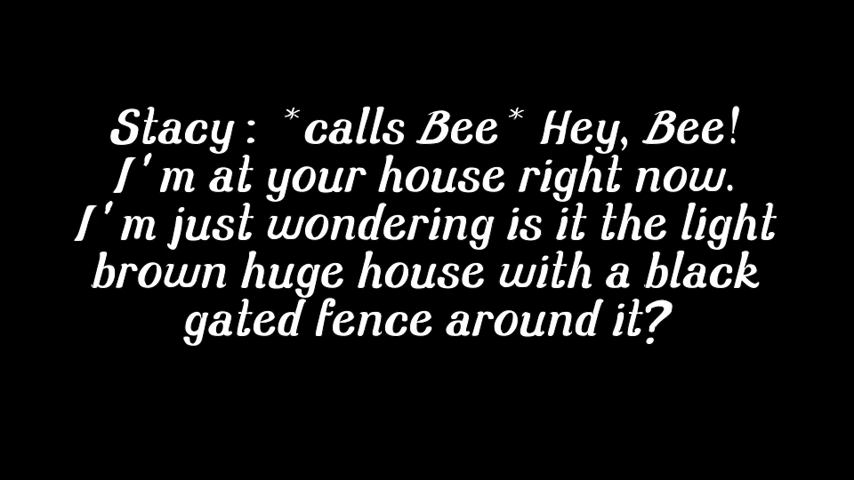 Stacy: *calls Bee* Hey, Bee!
I'm at your house right now.
I'm just wondering is it the light
brown huge house with a black
gated fence around it?